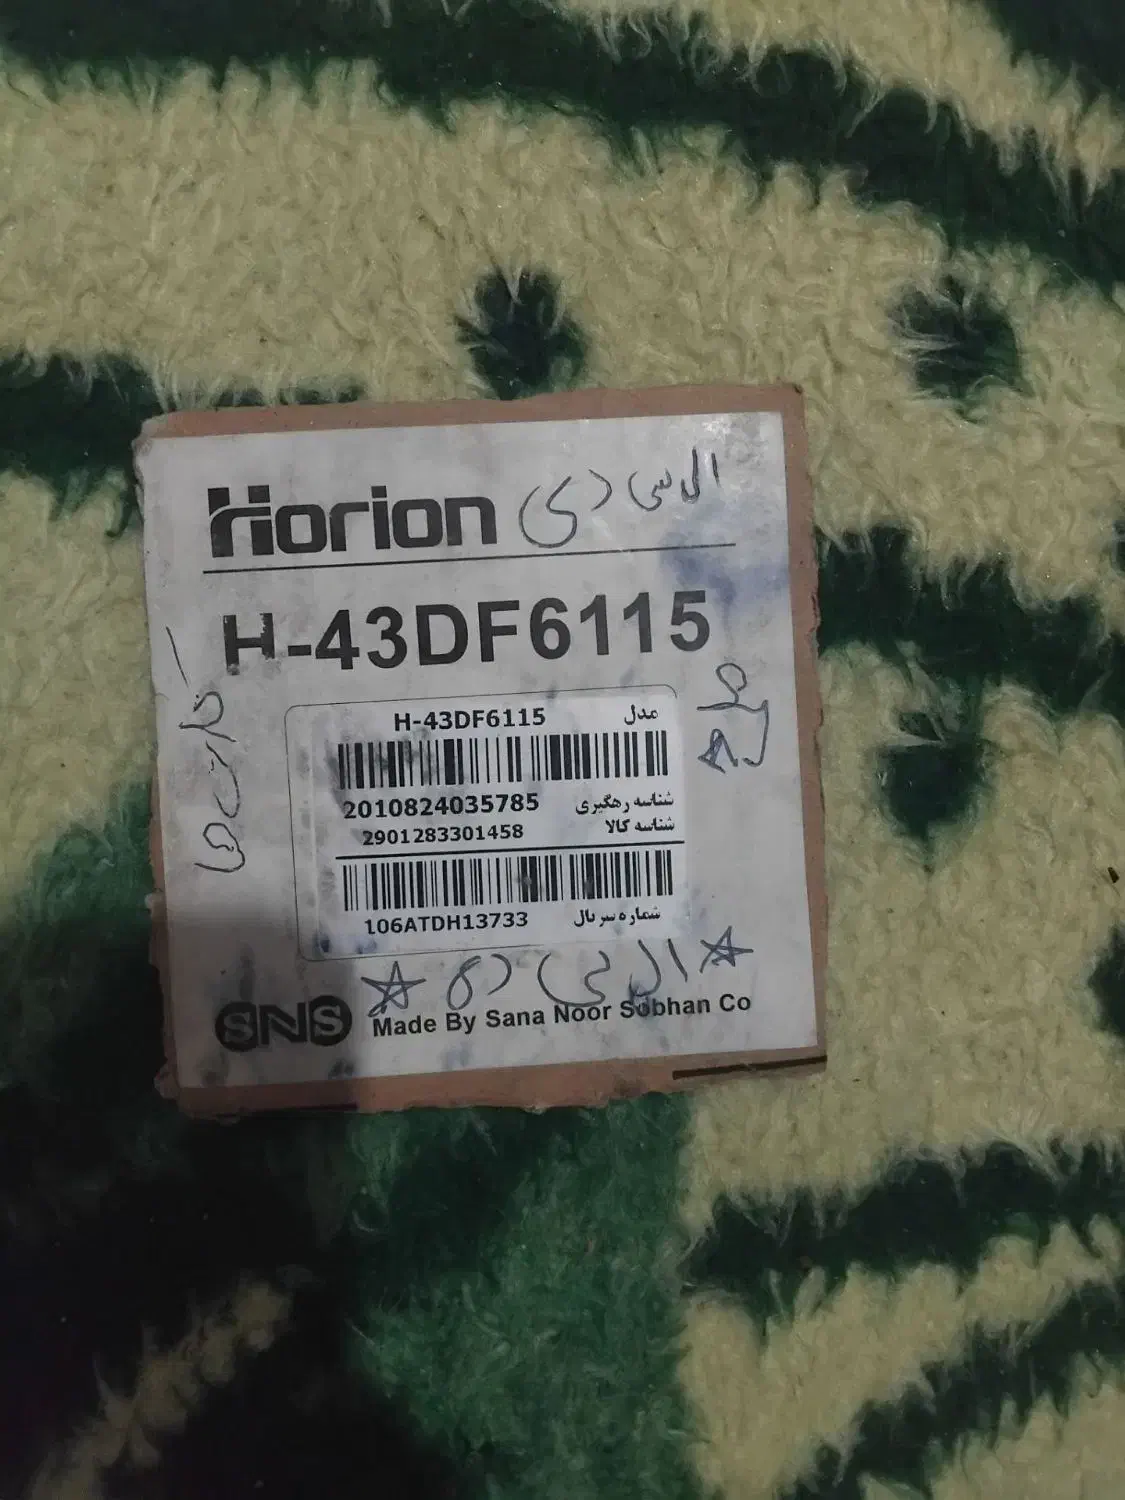 Horion ال سی دی
H-43DF6115
H-43DF6115 مدل
2010824035785 شناسه رهگیری
2901283301458 شناسه کالا
106ATDH13733 شماره سریال
SNS Made By Sana Noor Sobhan Co